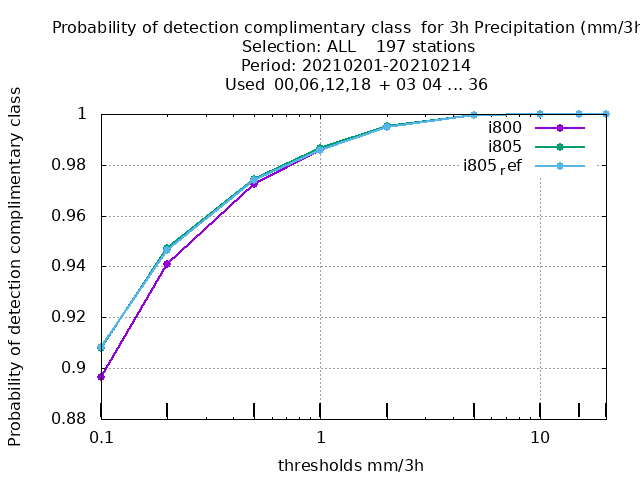 Probability of detection complimentary class for 3h Precipitation (mm/3h
Selection: ALL 197 stations
Period: 20210201-20210214
Used 00,06,12,18 + 03 04 ... 36
Probability of detection complimentary class
1
0.98
0.96
0.94
0.92
0.9
0.88
i800
i805
i805ref
0.1
1
10
thresholds mm/3h